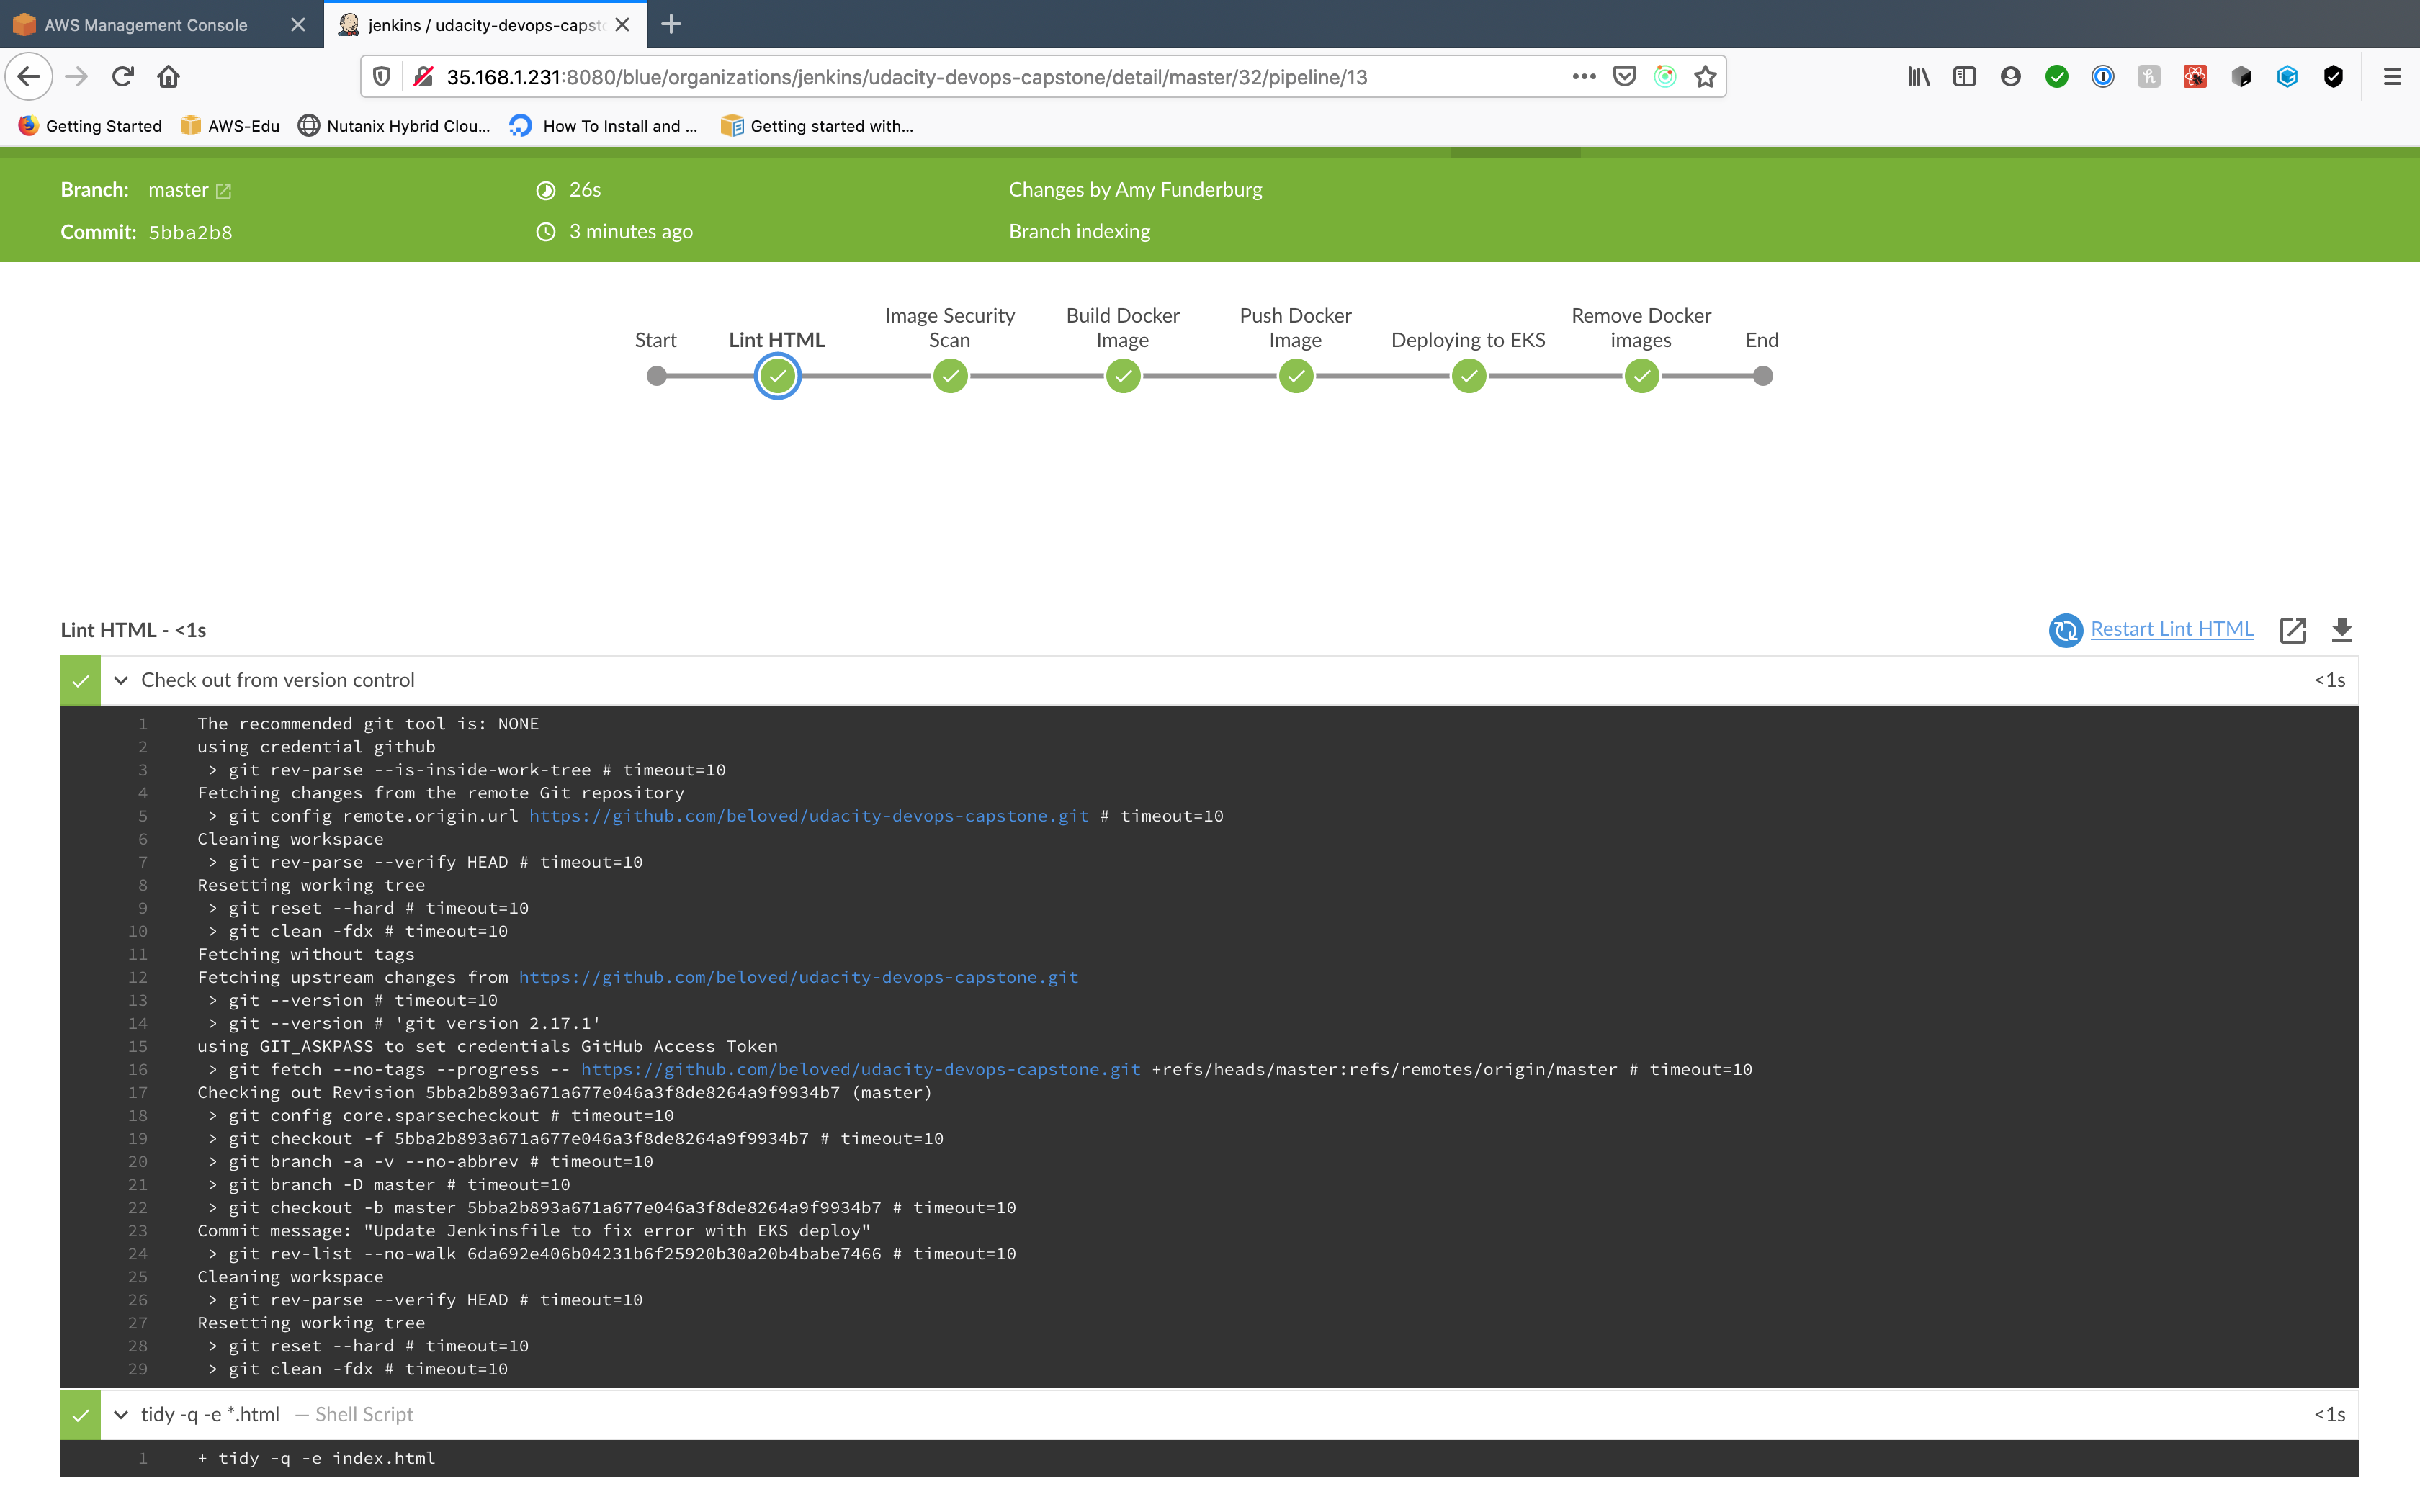 AWS Management Console
jenkins / udacity-devops-capst
35.168.1.231:8080/blue/organizations/jenkins/udacity-devops-capstone/detail/master/32/pipeline/13
Getting Started AWS-Edu Nutanix Hybrid Clou... How To Install and ... Getting started with...
Branch: master 26s Changes by Amy Funderburg
Commit: 5bba2b8 3 minutes ago Branch indexing
Start
Lint HTML
Image Security
Scan
Build Docker
Image
Push Docker
Image
Deploying to EKS
Remove Docker
images
End
Lint HTML - <1s Restart Lint HTML
Check out from version control <1s
1 The recommended git tool is: NONE
2 using credential github
3 > git rev-parse --is-inside-work-tree # timeout=10
4 Fetching changes from the remote Git repository
5 > git config remote.origin.url https://github.com/beloved/udacity-devops-capstone.git # timeout=10
6 Cleaning workspace
7 > git rev-parse --verify HEAD # timeout=10
8 Resetting working tree
9 > git reset --hard # timeout=10
10 > git clean -fdx # timeout=10
11 Fetching without tags
12 Fetching upstream changes from https://github.com/beloved/udacity-devops-capstone.git
13 > git --version # timeout=10
14 > git --version # 'git version 2.17.1'
15 using GIT_ASKPASS to set credentials GitHub Access Token
16 > git fetch --no-tags --progress -- https://github.com/beloved/udacity-devops-capstone.git +refs/heads/master:refs/remotes/origin/master # timeout=10
17 Checking out Revision 5bba2b893a671a677e046a3f8de8264a9f9934b7 (master)
18 > git config core.sparsecheckout # timeout=10
19 > git checkout -f 5bba2b893a671a677e046a3f8de8264a9f9934b7 # timeout=10
20 > git branch -a -v --no-abbrev # timeout=10
21 > git branch -D master # timeout=10
22 > git checkout -b master 5bba2b893a671a677e046a3f8de8264a9f9934b7 # timeout=10
23 Commit message: "Update Jenkinsfile to fix error with EKS deploy"
24 > git rev-list --no-walk 6da692e406b04231b6f25920b30a20b4babe7466 # timeout=10
25 Cleaning workspace
26 > git rev-parse --verify HEAD # timeout=10
27 Resetting working tree
28 > git reset --hard # timeout=10
29 > git clean -fdx # timeout=10
tidy -q -e *.html — Shell Script <1s
1 + tidy -q -e index.html